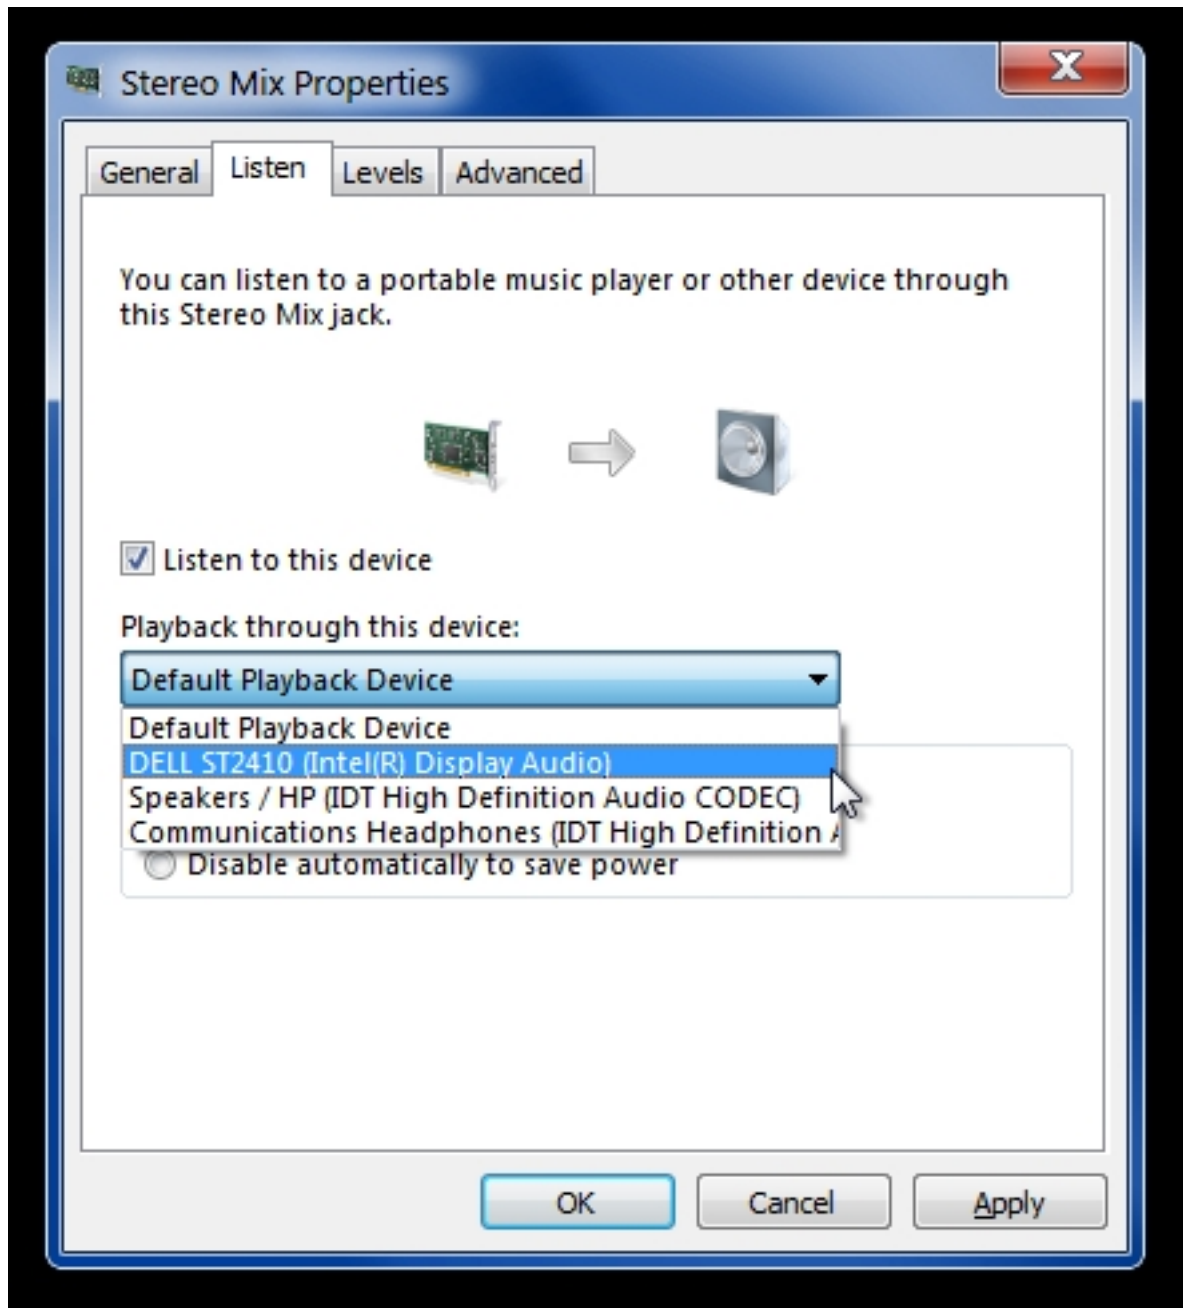 Stereo Mix Properties
General Listen Levels Advanced
You can listen to a portable music player or other device through
this Stereo Mix jack.
Listen to this device
Playback through this device:
Default Playback Device
Default Playback Device
DELL ST2410 (Intel(R) Display Audio)
Speakers / HP (IDT High Definition Audio CODEC)
Communications Headphones (IDT High Definition
Disable automatically to save power
OK Cancel Apply